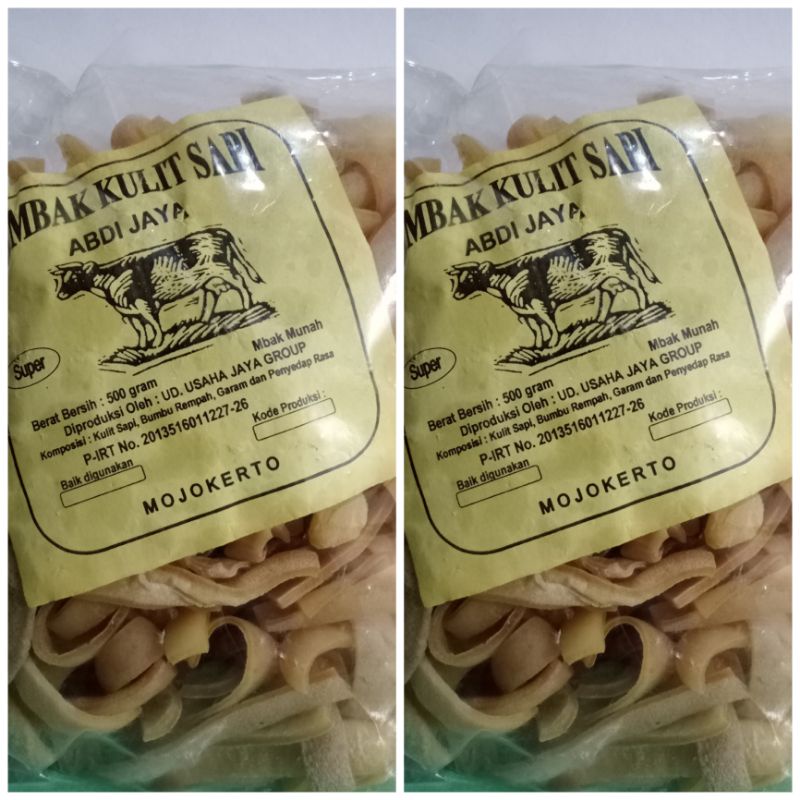 MBAK KULIT SAPI
ABDI JAYA
Mbak Munah
Super
Berat Bersih : 500 gram
Diproduksi Oleh : UD. USAHA JAYA GROUP
Komposisi : Kulit Sapi, Bumbu Rempah, Garam dan Penyedap Rasa
P-IRT No. 2013516011227-26
Kode Produksi :
Baik digunakan
MOJOKERTO
MBAK KULIT SAPI
ABDI JAYA
Mbak Munah
Super
Berat Bersih : 500 gram
Diproduksi Oleh : UD. USAHA JAYA GROUP
Komposisi : Kulit Sapi, Bumbu Rempah, Garam dan Penyedap Rasa
P-IRT No. 2013516011227-26
Kode Produksi :
Baik digunakan
MOJOKERTO